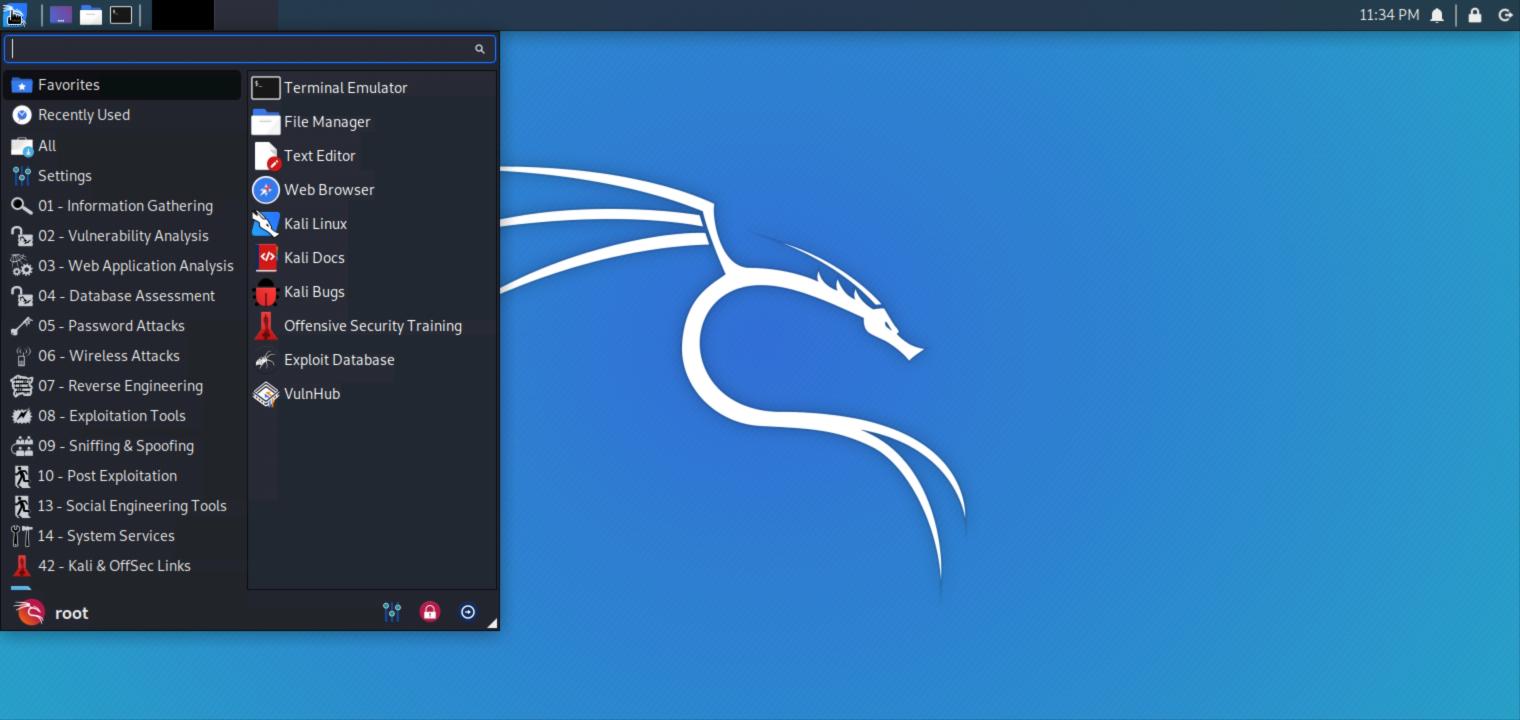 11:34 PM
Favorites
Recently Used
All
Settings
01 - Information Gathering
02 - Vulnerability Analysis
03 - Web Application Analysis
04 - Database Assessment
05 - Password Attacks
06 - Wireless Attacks
07 - Reverse Engineering
08 - Exploitation Tools
09 - Sniffing & Spoofing
10 - Post Exploitation
13 - Social Engineering Tools
14 - System Services
42 - Kali & OffSec Links
Terminal Emulator
File Manager
Text Editor
Web Browser
Kali Linux
Kali Docs
Kali Bugs
Offensive Security Training
Exploit Database
VulnHub
root